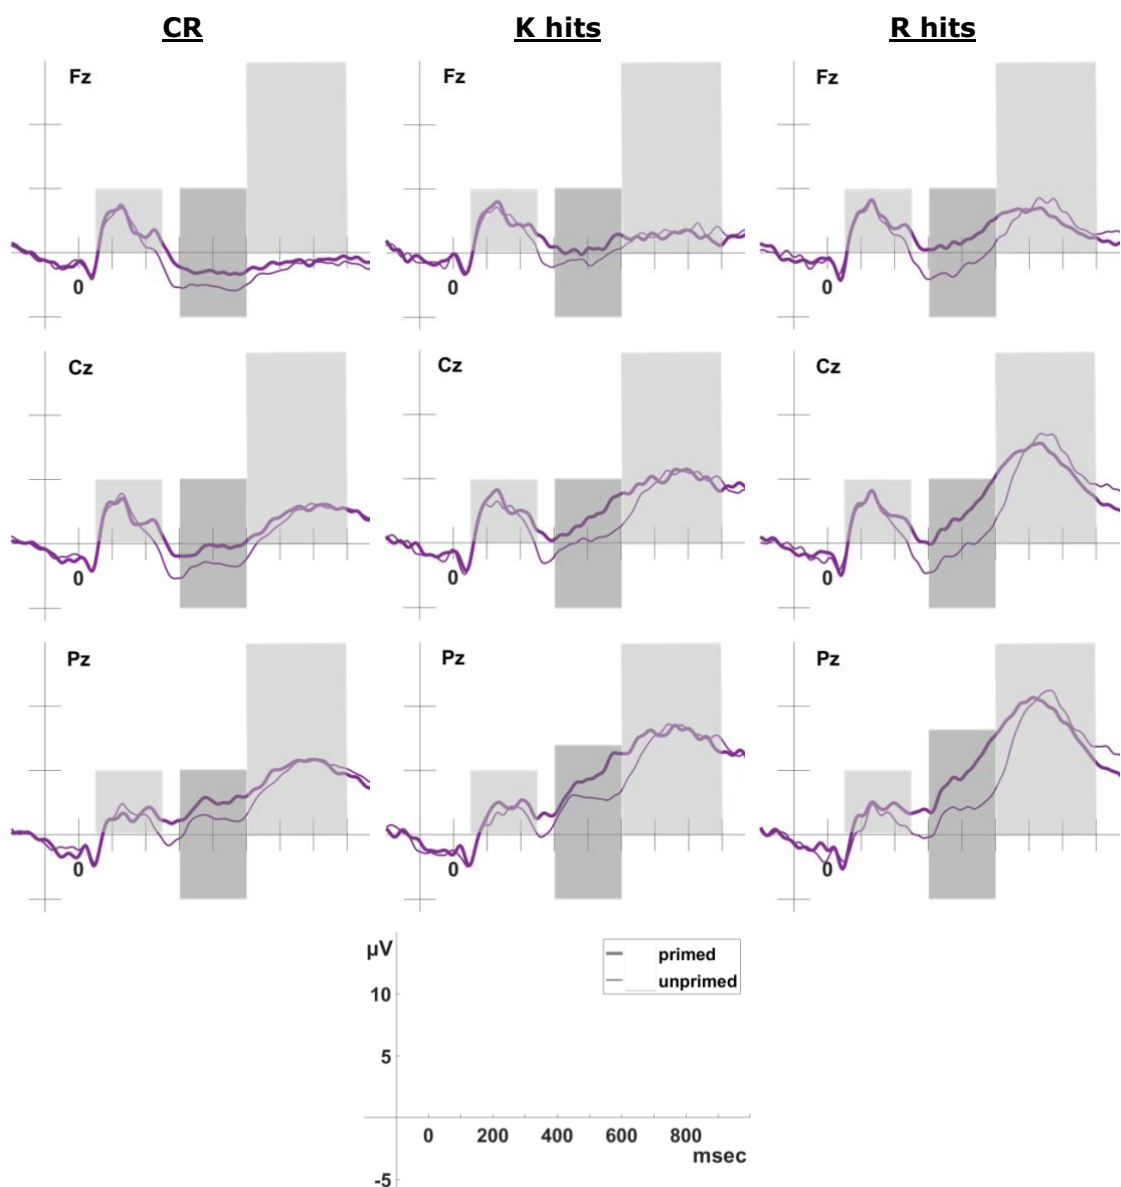 CR K hits R hits
Fz Fz Fz
0 0 0
Cz Cz Cz
0 0 0
Pz Pz Pz
0 0 0
µV
primed
unprimed
10
5
0 200 400 600 800
msec
-5